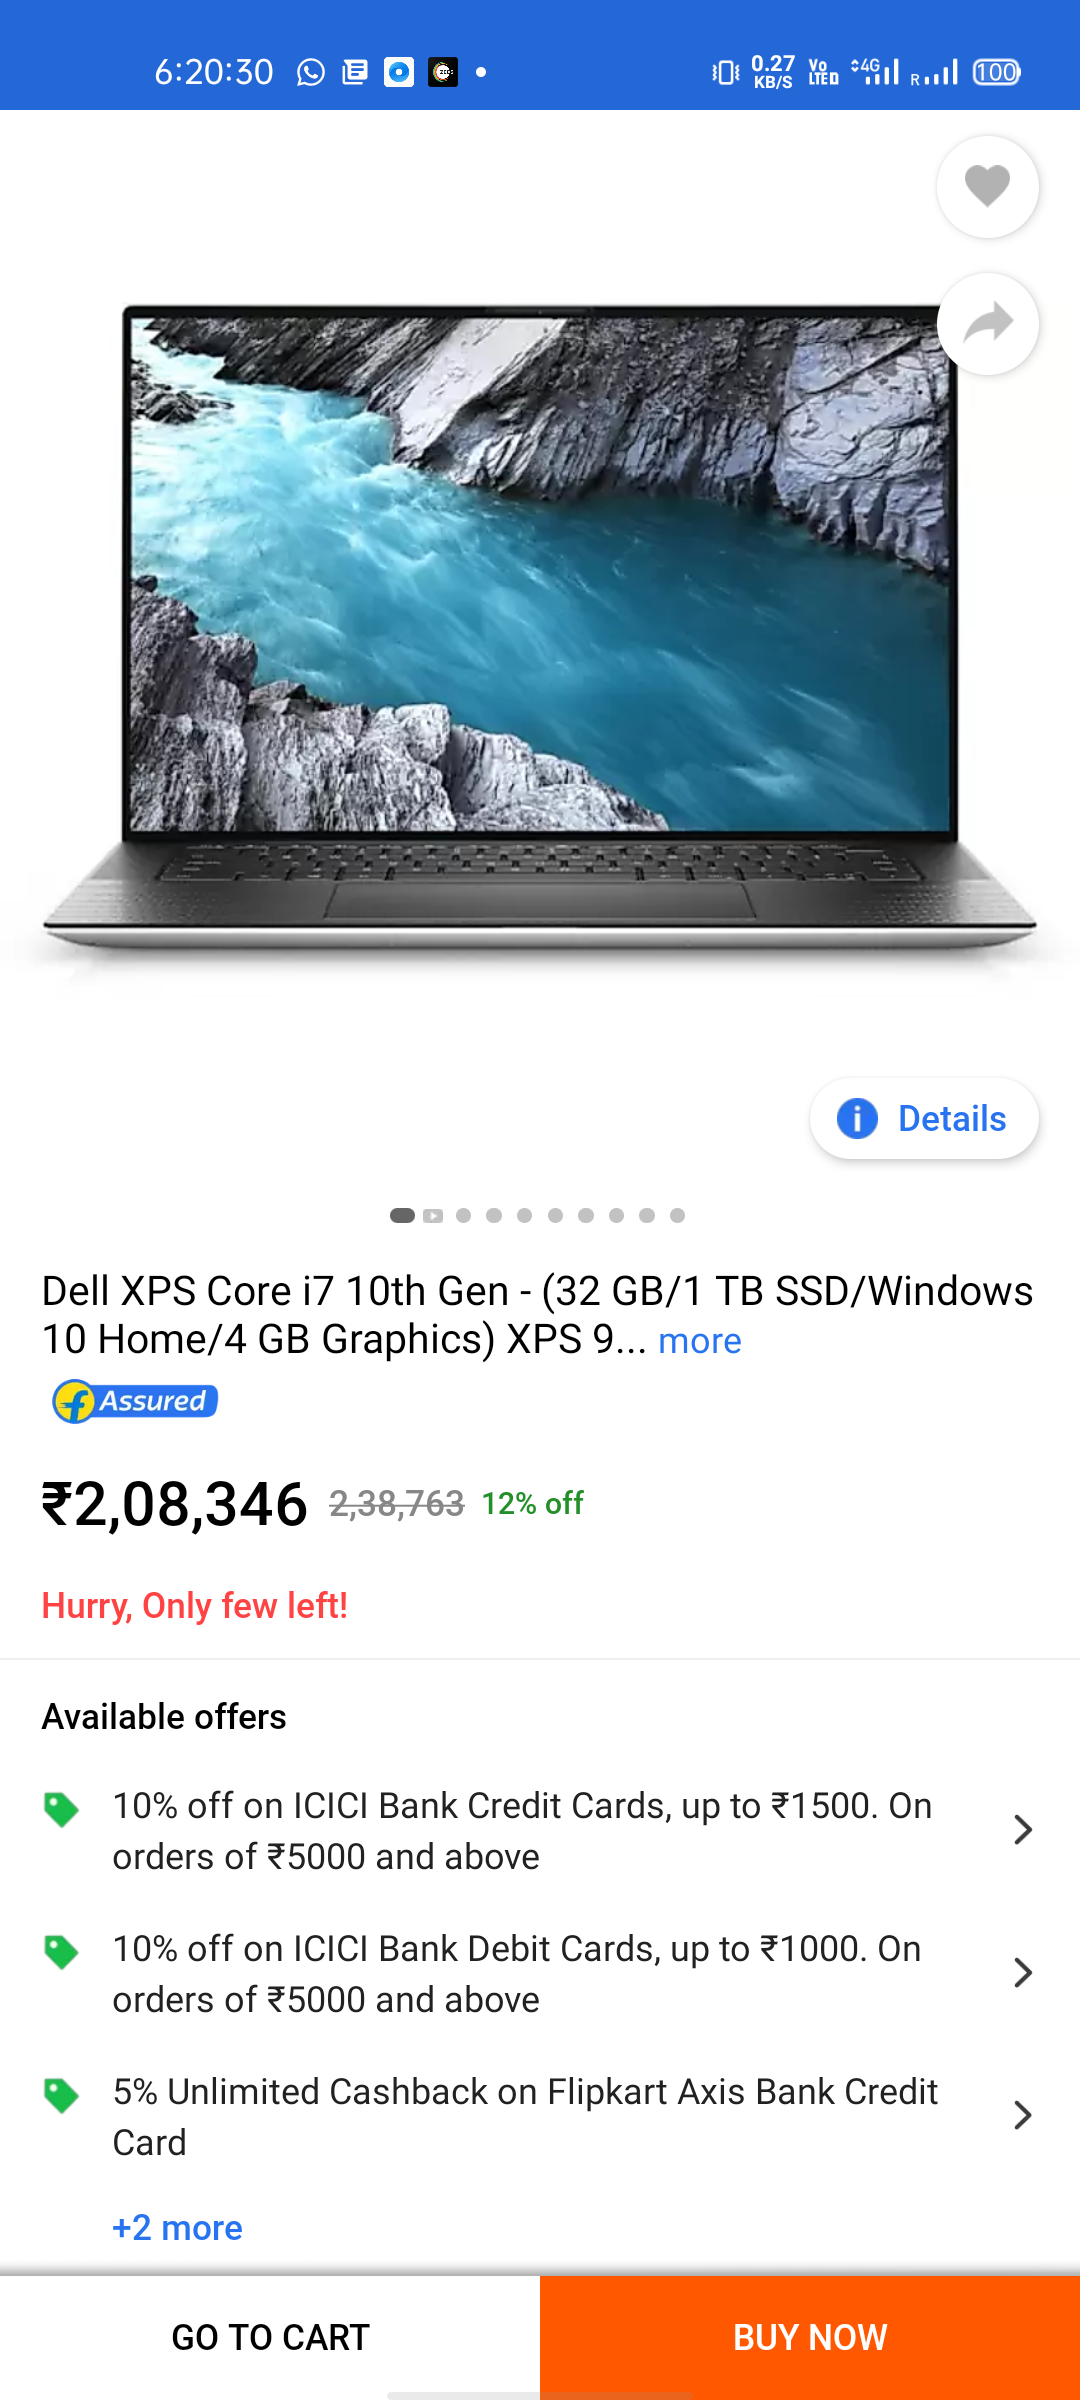 6:20:30
0.27
KB/S
Vo
LTE D
4G
R
100
Details
Dell XPS Core i7 10th Gen - (32 GB/1 TB SSD/Windows
10 Home/4 GB Graphics) XPS 9... more
Assured
₹2,08,346 2,38,763 12% off
Hurry, Only few left!
Available offers
10% off on ICICI Bank Credit Cards, up to ₹1500. On
orders of ₹5000 and above
10% off on ICICI Bank Debit Cards, up to ₹1000. On
orders of ₹5000 and above
5% Unlimited Cashback on Flipkart Axis Bank Credit
Card
+2 more
GO TO CART
BUY NOW